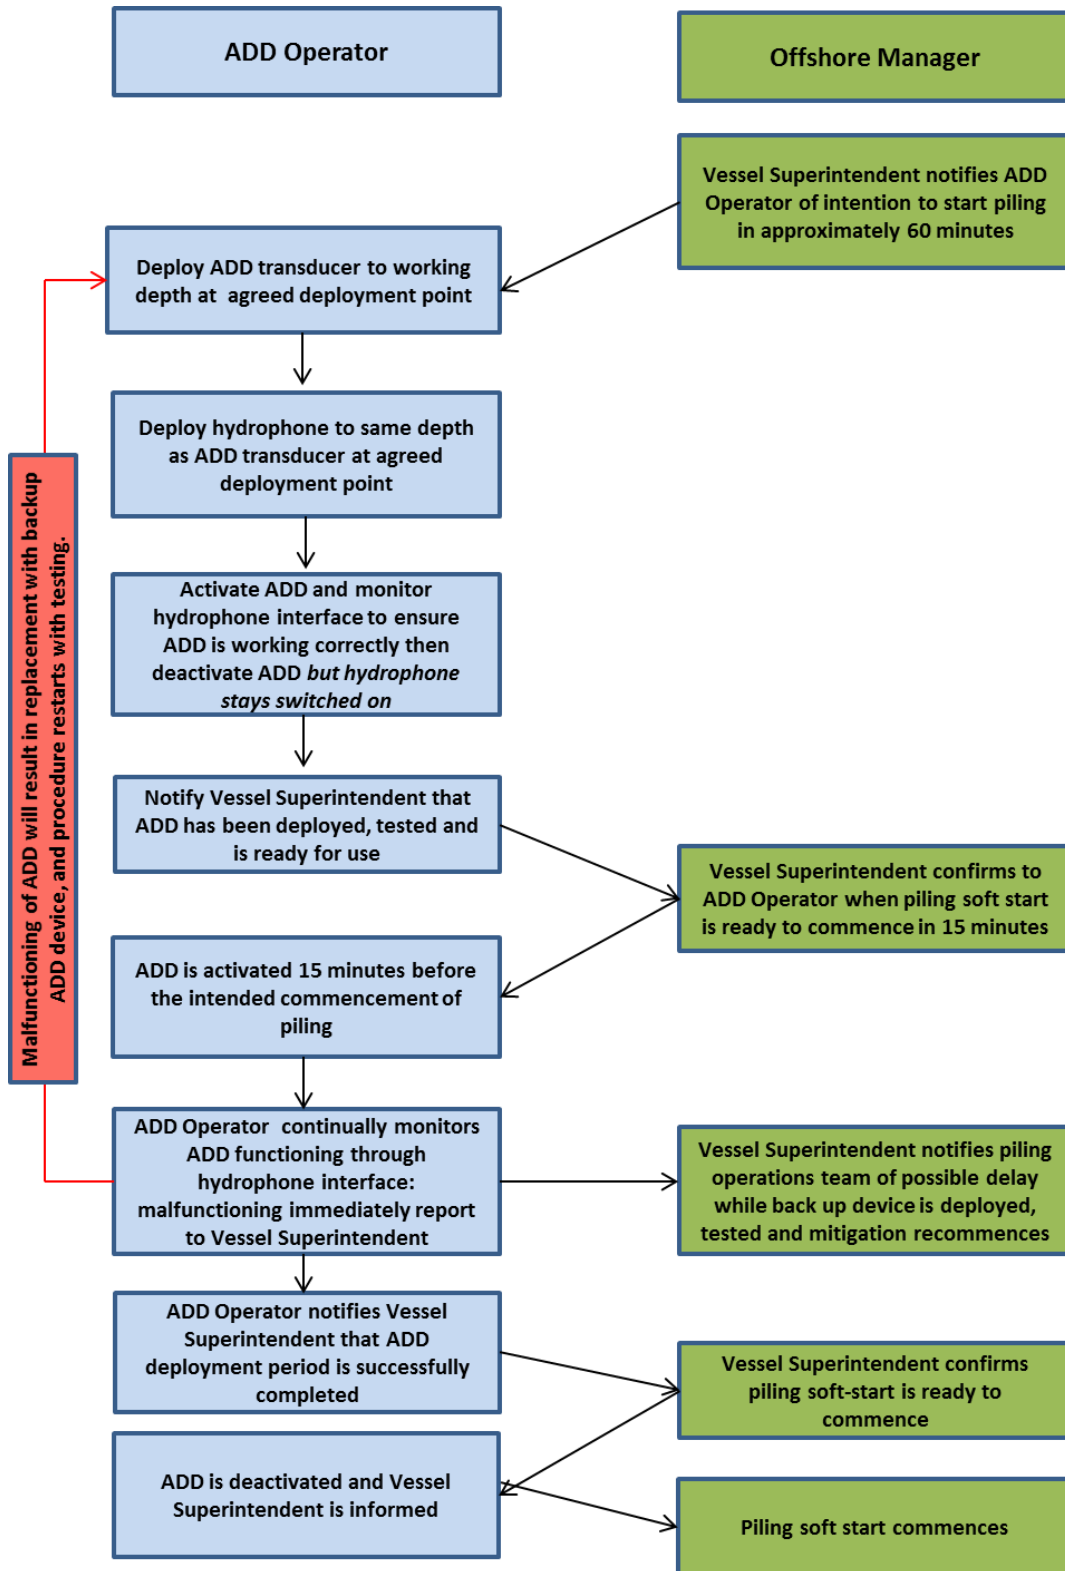 ADD Operator
Offshore Manager
Vessel Superintendent notifies ADD
Operator of intention to start piling
in approximately 60 minutes
Deploy ADD transducer to working
depth at agreed deployment point
Deploy hydrophone to same depth
as ADD transducer at agreed
deployment point
Malfunctioning of ADD will result in replacement with backup
ADD device, and procedure restarts with testing.
Activate ADD and monitor
hydrophone interface to ensure
ADD is working correctly then
deactivate ADD but hydrophone
stays switched on
Notify Vessel Superintendent that
ADD has been deployed, tested and
is ready for use
Vessel Superintendent confirms to
ADD Operator when piling soft start
is ready to commence in 15 minutes
ADD is activated 15 minutes before
the intended commencement of
piling
ADD Operator continually monitors
ADD functioning through
hydrophone interface:
malfunctioning immediately report
to Vessel Superintendent
Vessel Superintendent notifies piling
operations team of possible delay
while back up device is deployed,
tested and mitigation recommences
ADD Operator notifies Vessel
Superintendent that ADD
deployment period is successfully
completed
Vessel Superintendent confirms
piling soft-start is ready to
commence
ADD is deactivated and Vessel
Superintendent is informed
Piling soft start commences